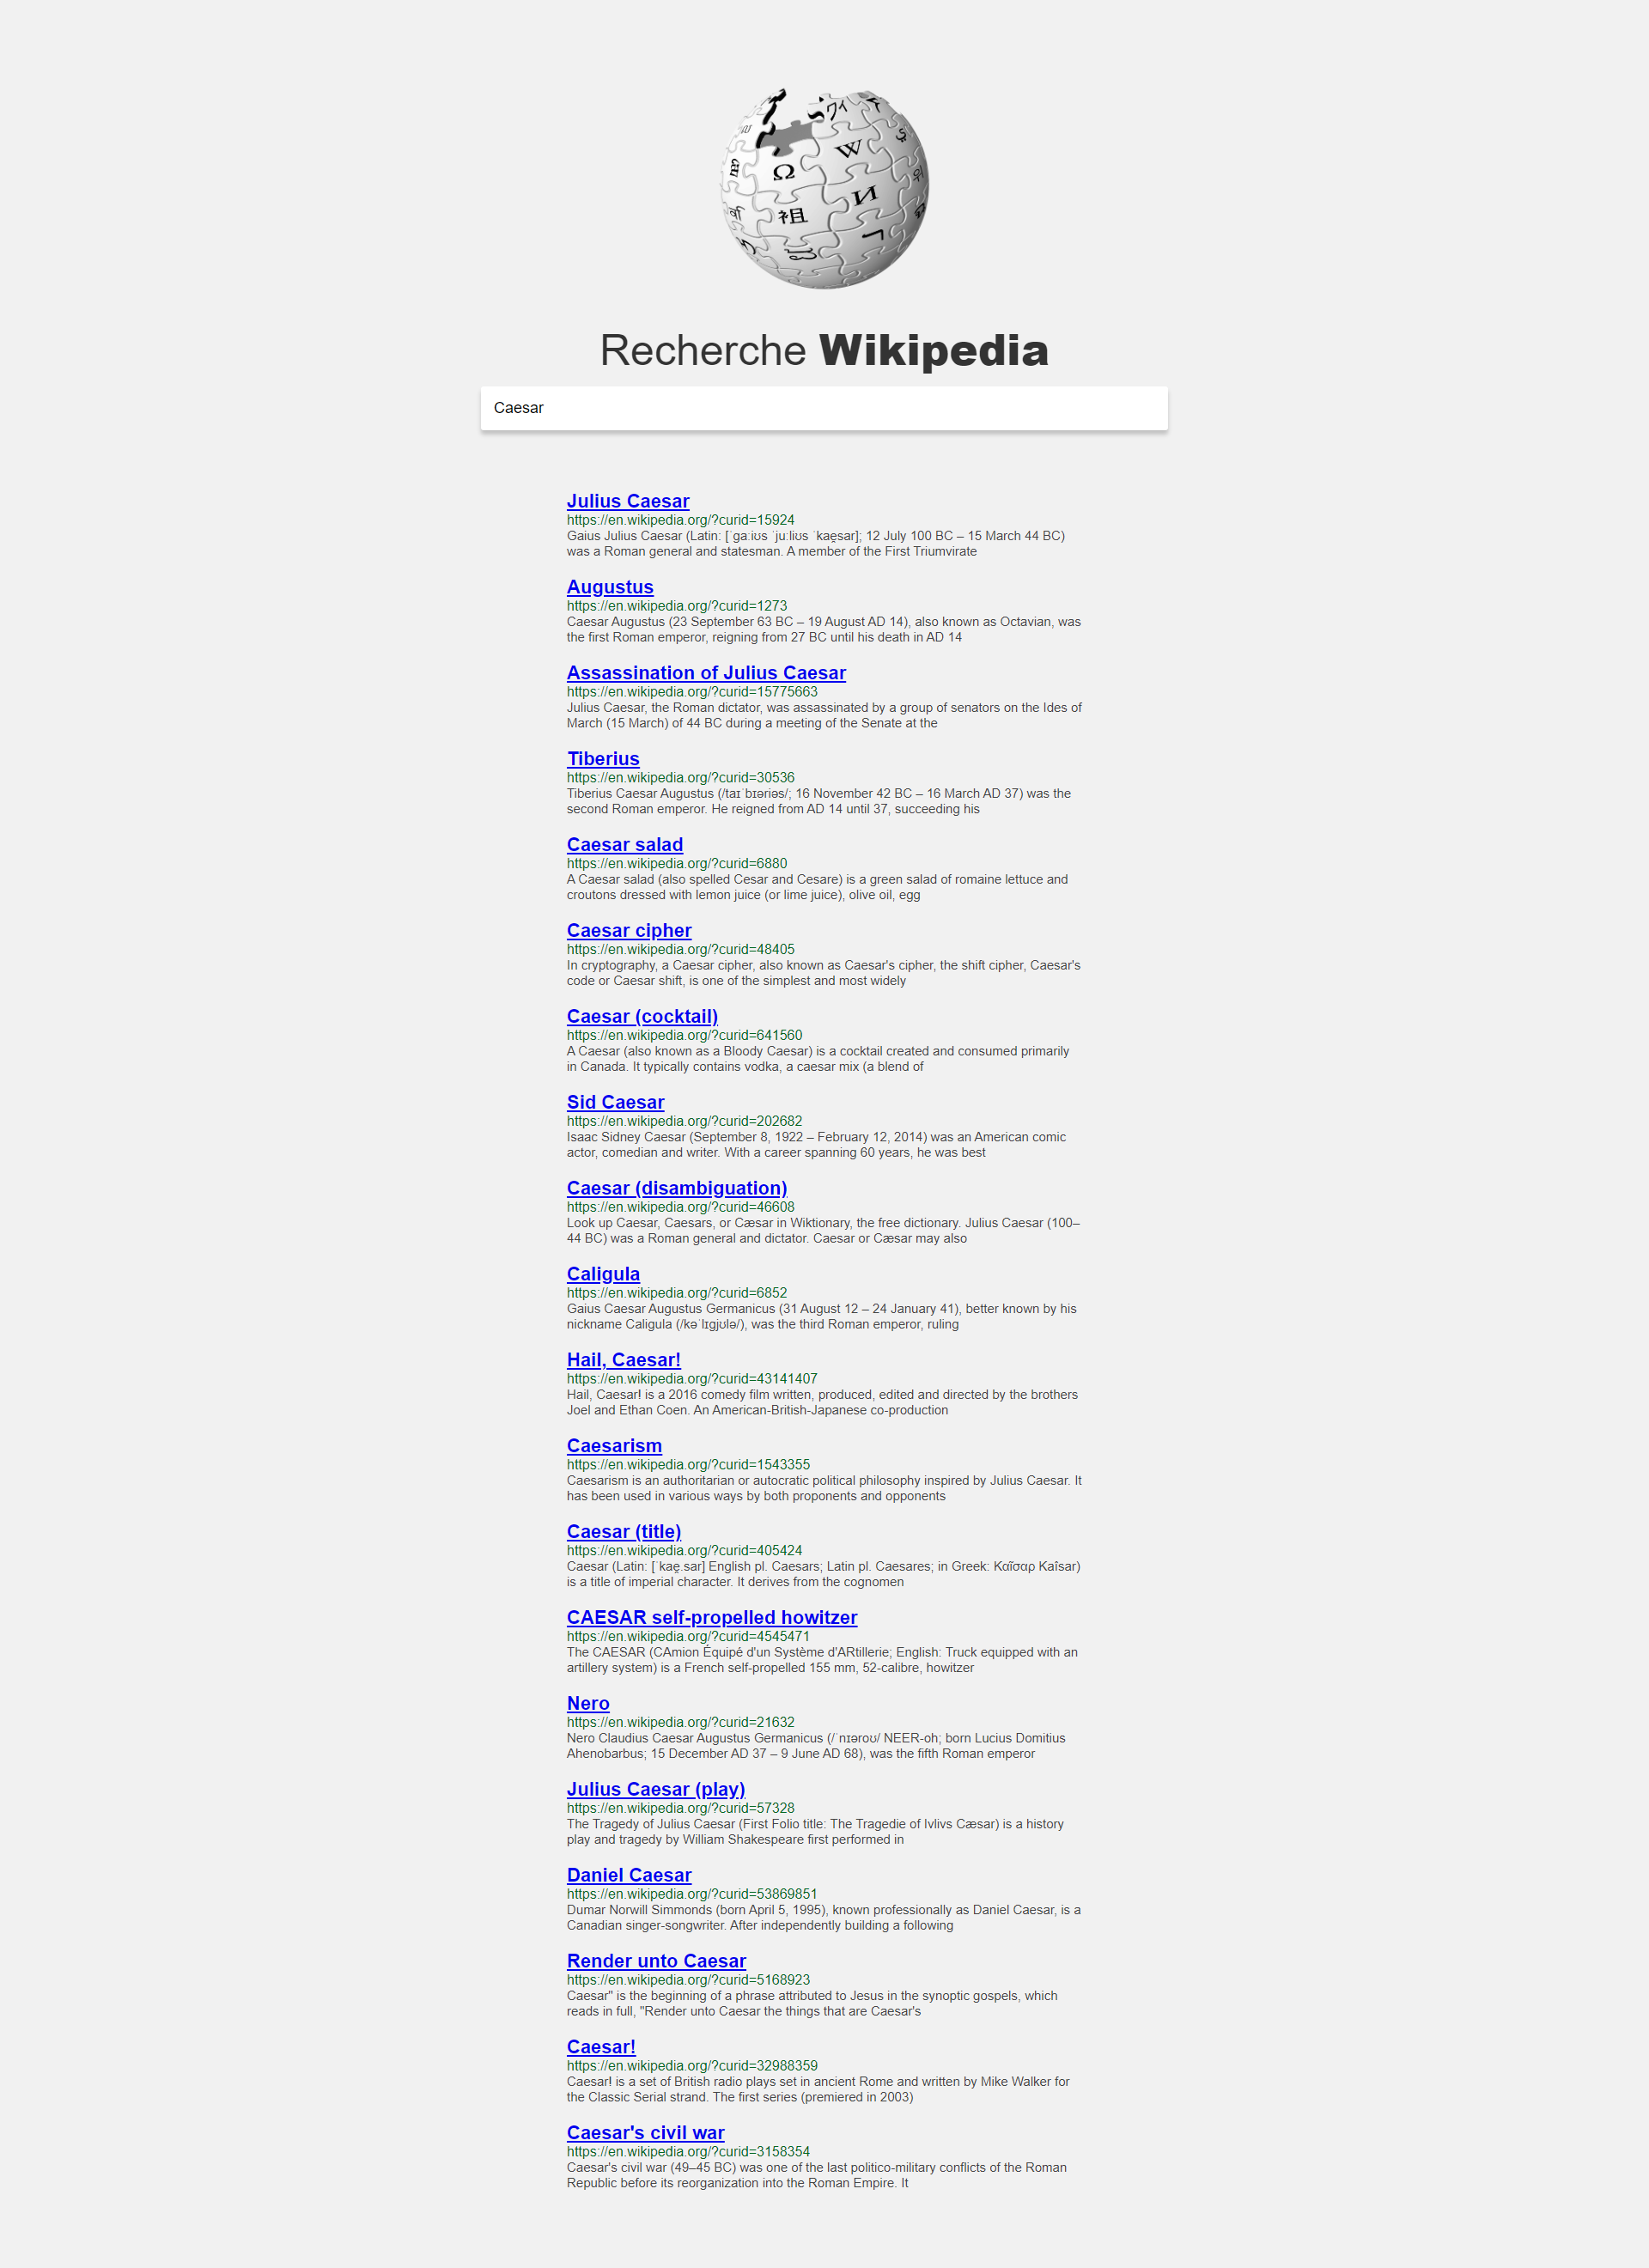 Ω W И 祖
Recherche Wikipedia
Caesar
Julius Caesar
https://en.wikipedia.org/?curid=15924
Gaius Julius Caesar (Latin: [ˈɡaːiʊs ˈjuːliʊs ˈkae̯sar]; 12 July 100 BC – 15 March 44 BC)
was a Roman general and statesman. A member of the First Triumvirate
Augustus
https://en.wikipedia.org/?curid=1273
Caesar Augustus (23 September 63 BC – 19 August AD 14), also known as Octavian, was
the first Roman emperor, reigning from 27 BC until his death in AD 14
Assassination of Julius Caesar
https://en.wikipedia.org/?curid=15775663
Julius Caesar, the Roman dictator, was assassinated by a group of senators on the Ides of
March (15 March) of 44 BC during a meeting of the Senate at the
Tiberius
https://en.wikipedia.org/?curid=30536
Tiberius Caesar Augustus (/taɪˈbɪəriəs/; 16 November 42 BC – 16 March AD 37) was the
second Roman emperor. He reigned from AD 14 until 37, succeeding his
Caesar salad
https://en.wikipedia.org/?curid=6880
A Caesar salad (also spelled Cesar and Cesare) is a green salad of romaine lettuce and
croutons dressed with lemon juice (or lime juice), olive oil, egg
Caesar cipher
https://en.wikipedia.org/?curid=48405
In cryptography, a Caesar cipher, also known as Caesar's cipher, the shift cipher, Caesar's
code or Caesar shift, is one of the simplest and most widely
Caesar (cocktail)
https://en.wikipedia.org/?curid=641560
A Caesar (also known as a Bloody Caesar) is a cocktail created and consumed primarily
in Canada. It typically contains vodka, a caesar mix (a blend of
Sid Caesar
https://en.wikipedia.org/?curid=202682
Isaac Sidney Caesar (September 8, 1922 – February 12, 2014) was an American comic
actor, comedian and writer. With a career spanning 60 years, he was best
Caesar (disambiguation)
https://en.wikipedia.org/?curid=46608
Look up Caesar, Caesars, or Cæsar in Wiktionary, the free dictionary. Julius Caesar (100–
44 BC) was a Roman general and dictator. Caesar or Cæsar may also
Caligula
https://en.wikipedia.org/?curid=6852
Gaius Caesar Augustus Germanicus (31 August 12 – 24 January 41), better known by his
nickname Caligula (/kəˈlɪɡjʊlə/), was the third Roman emperor, ruling
Hail, Caesar!
https://en.wikipedia.org/?curid=43141407
Hail, Caesar! is a 2016 comedy film written, produced, edited and directed by the brothers
Joel and Ethan Coen. An American-British-Japanese co-production
Caesarism
https://en.wikipedia.org/?curid=1543355
Caesarism is an authoritarian or autocratic political philosophy inspired by Julius Caesar. It
has been used in various ways by both proponents and opponents
Caesar (title)
https://en.wikipedia.org/?curid=405424
Caesar (Latin: [ˈkae̯.sar] English pl. Caesars; Latin pl. Caesares; in Greek: Καῖσαρ Kaîsar)
is a title of imperial character. It derives from the cognomen
CAESAR self-propelled howitzer
https://en.wikipedia.org/?curid=4545471
The CAESAR (CAmion Équipé d'un Système d'ARtillerie; English: Truck equipped with an
artillery system) is a French self-propelled 155 mm, 52-calibre, howitzer
Nero
https://en.wikipedia.org/?curid=21632
Nero Claudius Caesar Augustus Germanicus (/ˈnɪəroʊ/ NEER-oh; born Lucius Domitius
Ahenobarbus; 15 December AD 37 – 9 June AD 68), was the fifth Roman emperor
Julius Caesar (play)
https://en.wikipedia.org/?curid=57328
The Tragedy of Julius Caesar (First Folio title: The Tragedie of Ivlivs Cæsar) is a history
play and tragedy by William Shakespeare first performed in
Daniel Caesar
https://en.wikipedia.org/?curid=53869851
Dumar Norwill Simmonds (born April 5, 1995), known professionally as Daniel Caesar, is a
Canadian singer-songwriter. After independently building a following
Render unto Caesar
https://en.wikipedia.org/?curid=5168923
Caesar" is the beginning of a phrase attributed to Jesus in the synoptic gospels, which
reads in full, "Render unto Caesar the things that are Caesar's
Caesar!
https://en.wikipedia.org/?curid=32988359
Caesar! is a set of British radio plays set in ancient Rome and written by Mike Walker for
the Classic Serial strand. The first series (premiered in 2003)
Caesar's civil war
https://en.wikipedia.org/?curid=3158354
Caesar's civil war (49–45 BC) was one of the last politico-military conflicts of the Roman
Republic before its reorganization into the Roman Empire. It